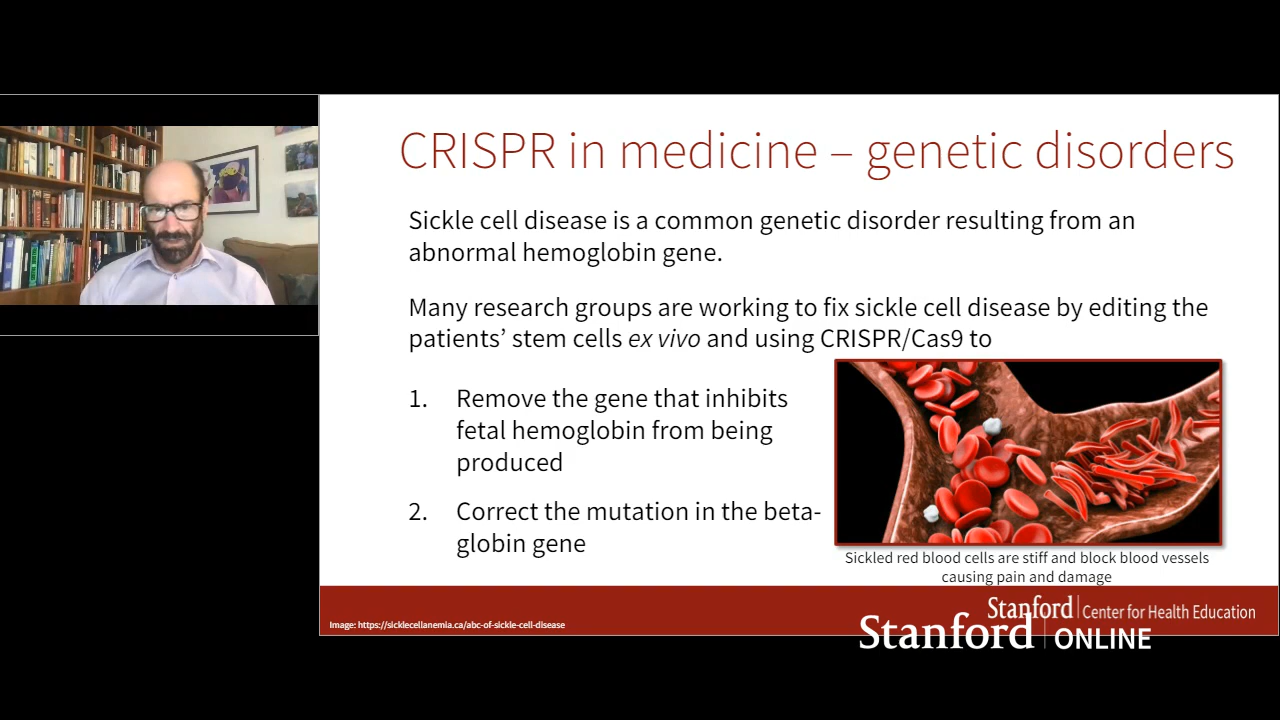 CRISPR in medicine – genetic disorders
Sickle cell disease is a common genetic disorder resulting from an
abnormal hemoglobin gene.
Many research groups are working to fix sickle cell disease by editing the
patients’ stem cells ex vivo and using CRISPR/Cas9 to
1. Remove the gene that inhibits
fetal hemoglobin from being
produced
2. Correct the mutation in the beta-
globin gene
Sickled red blood cells are stiff and block blood vessels
causing pain and damage
Image: https://sicklecellanemia.ca/abc-of-sickle-cell-disease
Stanford Center for Health Education
Stanford ONLINE